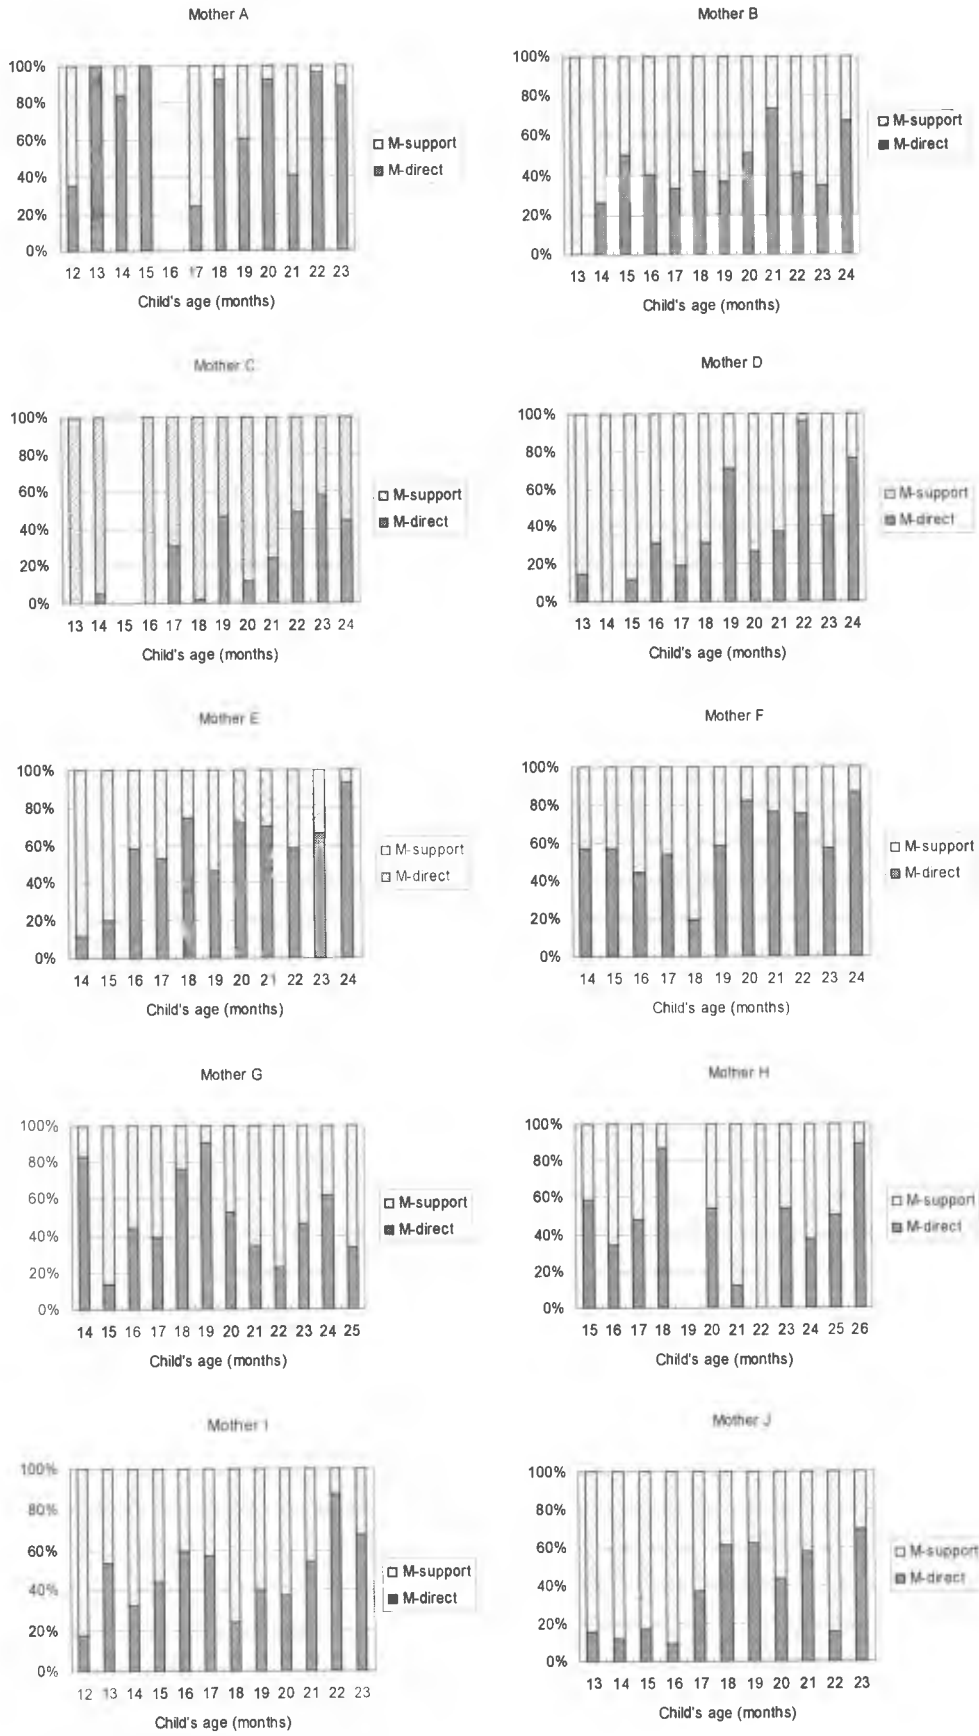 Mother A
100%
80%
60%
40%
20%
0%
M-support
M-direct
12 13 14 15 16 17 18 19 20 21 22 23
Child's age (months)
Mother B
100%
80%
60%
40%
20%
0%
M-support
M-direct
13 14 15 16 17 18 19 20 21 22 23 24
Child's age (months)
Mother C
100%
80%
60%
40%
20%
0%
M-support
M-direct
13 14 15 16 17 18 19 20 21 22 23 24
Child's age (months)
Mother D
100%
80%
60%
40%
20%
0%
M-support
M-direct
13 14 15 16 17 18 19 20 21 22 23 24
Child's age (months)
Mother E
100%
80%
60%
40%
20%
0%
M-support
M-direct
14 15 16 17 18 19 20 21 22 23 24
Child's age (months)
Mother F
100%
80%
60%
40%
20%
0%
M-support
M-direct
14 15 16 17 18 19 20 21 22 23 24
Child's age (months)
Mother G
100%
80%
60%
40%
20%
0%
M-support
M-direct
14 15 16 17 18 19 20 21 22 23 24 25
Child's age (months)
Mother H
100%
80%
60%
40%
20%
0%
M-support
M-direct
15 16 17 18 19 20 21 22 23 24 25 26
Child's age (months)
Mother I
100%
80%
60%
40%
20%
0%
M-support
M-direct
12 13 14 15 16 17 18 19 20 21 22 23
Child's age (months)
Mother J
100%
80%
60%
40%
20%
0%
M-support
M-direct
13 14 15 16 17 18 19 20 21 22 23
Child's age (months)